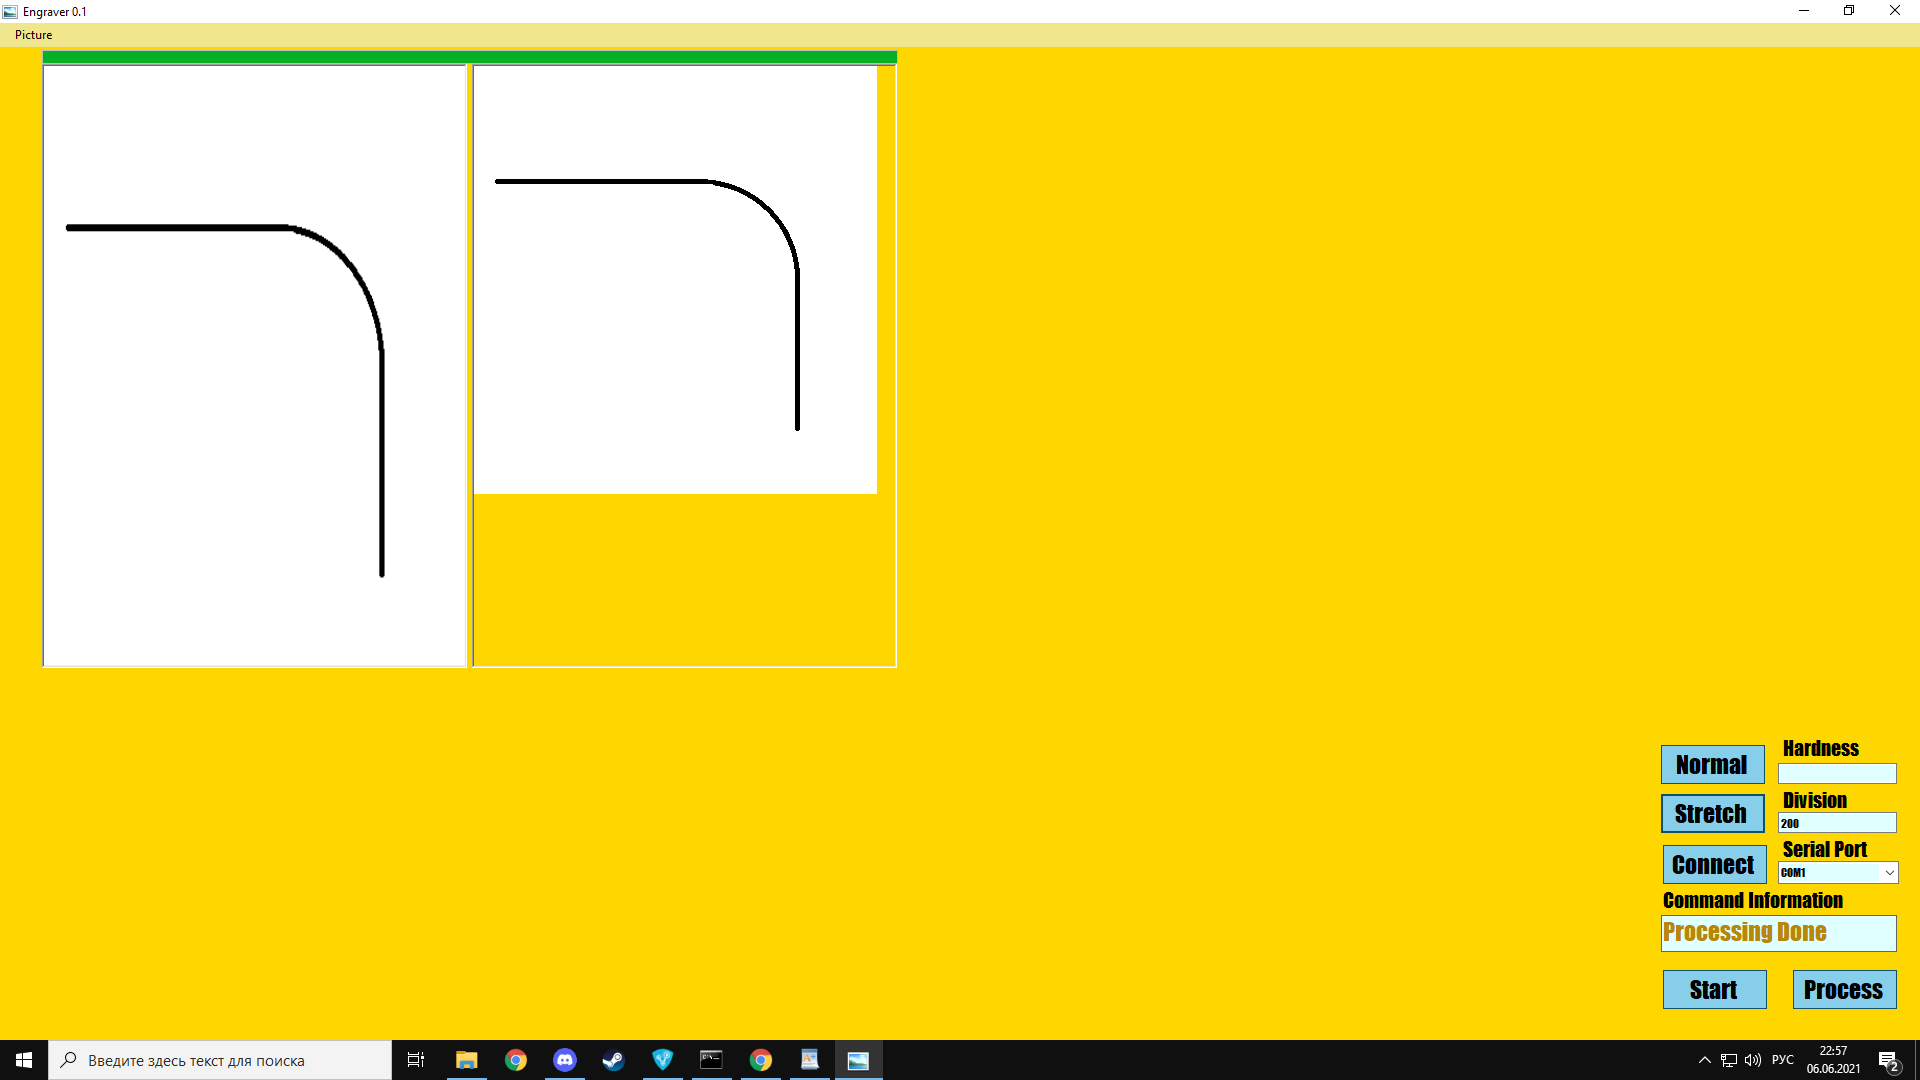 Engraver 0.1
Picture
Normal
Hardness
Stretch
Division
200
Connect
Serial Port
COM1
Command Information
Processing Done
Start
Process
Введите здесь текст для поиска
РУС
22:57
06.06.2021
2